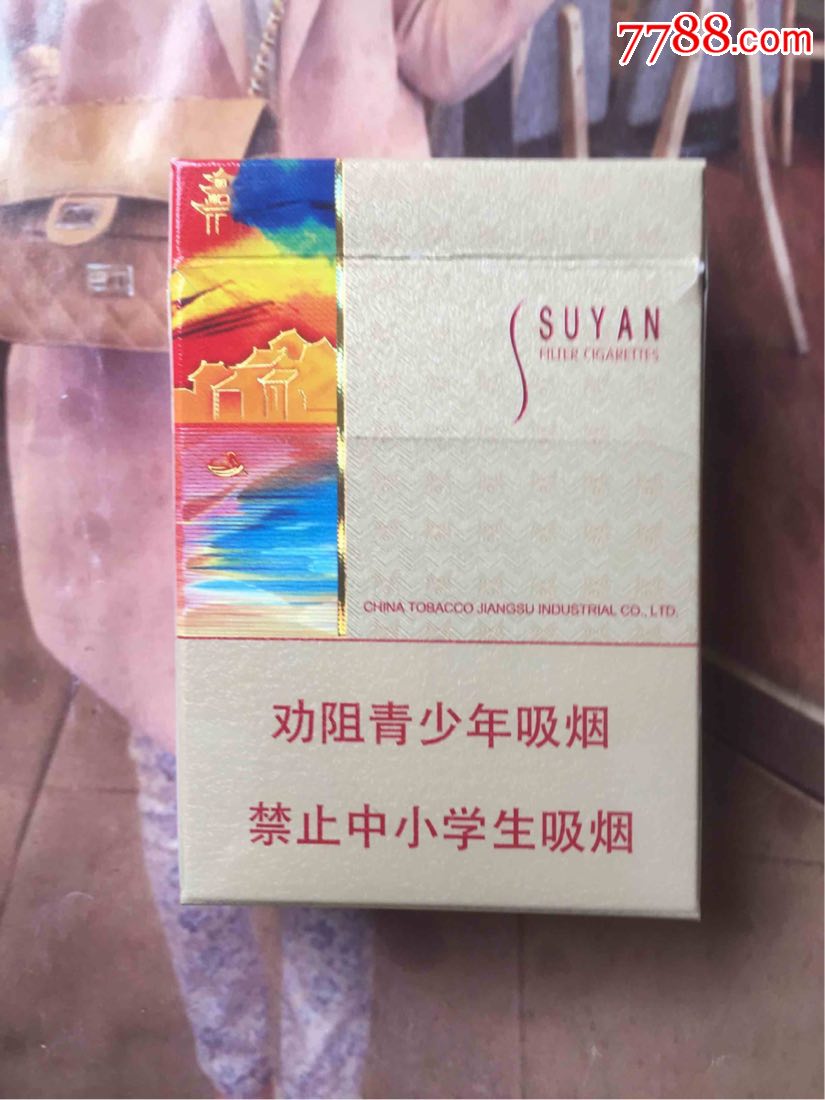 7788.com
SUYAN
FILTER CIGARETTES
CHINA TOBACCO JIANGSU INDUSTRIAL CO., LTD.
劝阻青少年吸烟
禁止中小学生吸烟